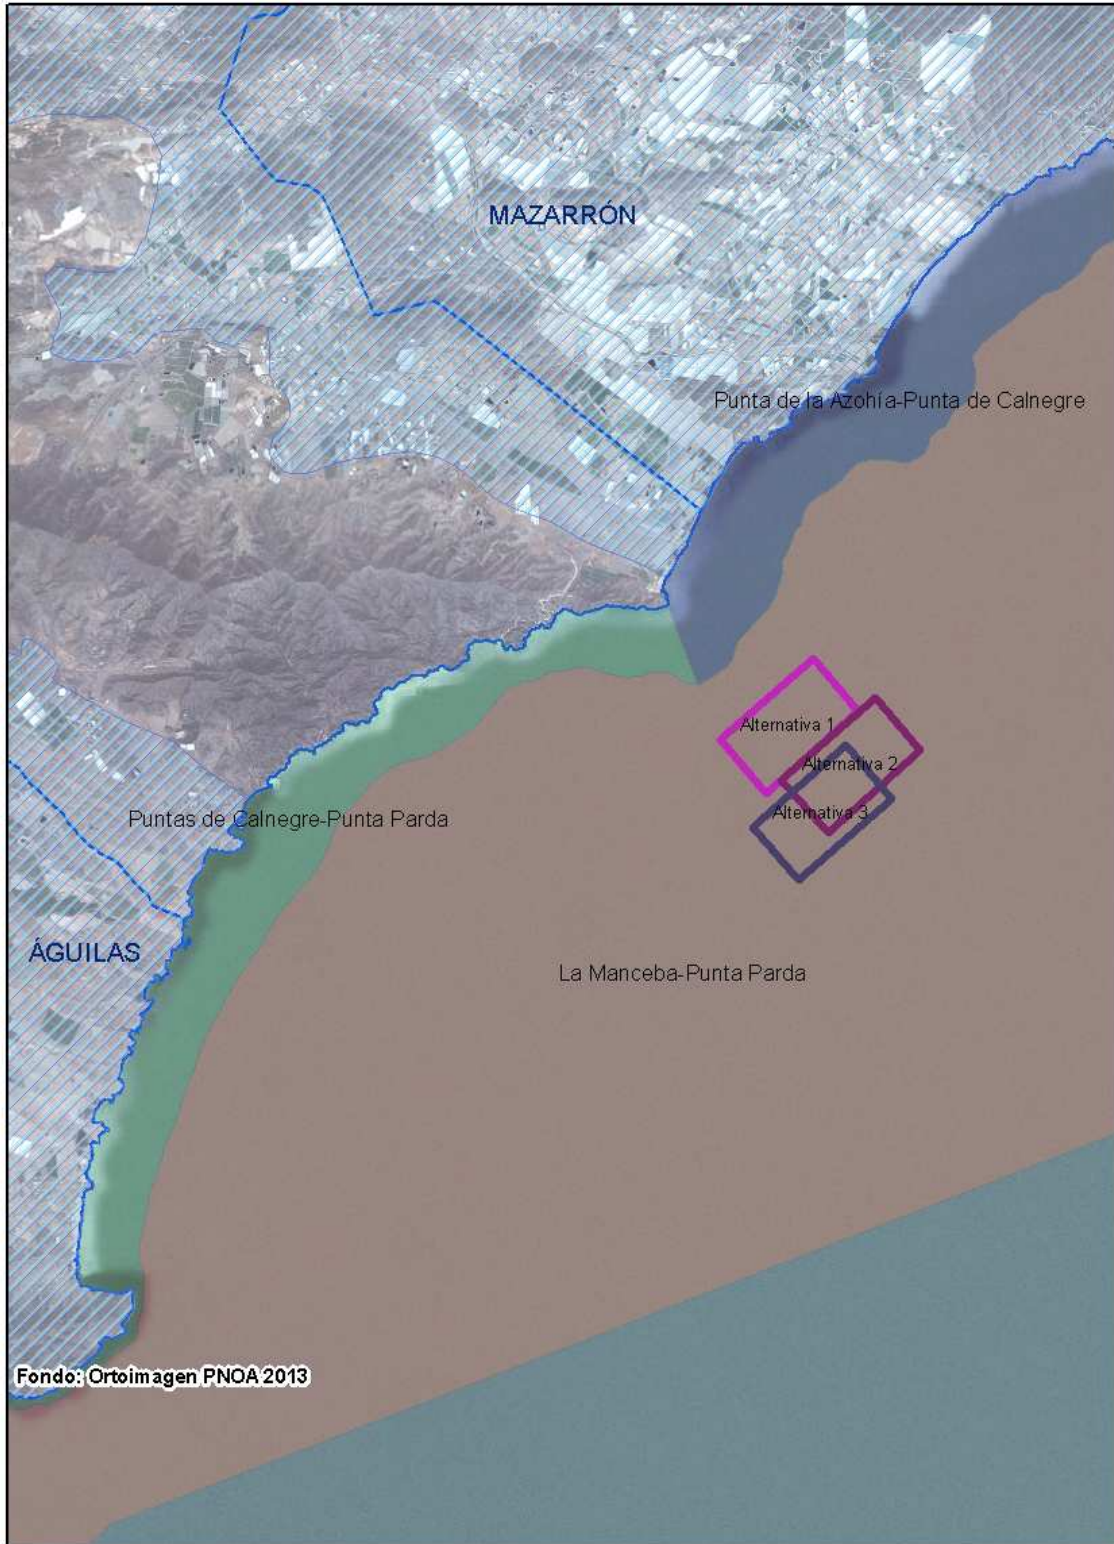 MAZARRÓN
Punta de la Azohía-Punta de Calnegre
Alternativa 1
Alternativa 2
Alternativa 3
Puntas de Calnegre-Punta Parda
ÁGUILAS
La Manceba-Punta Parda
Fondo: Ortoimagen PNOA 2013